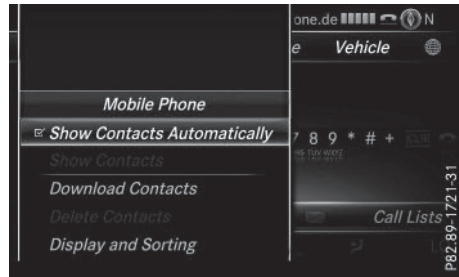 one.de N
e Vehicle
Mobile Phone
Show Contacts Automatically
7 8 9 * # +
Show Contacts
Download Contacts
Delete Contacts
Call Lists
Display and Sorting
P82.89-1721-31